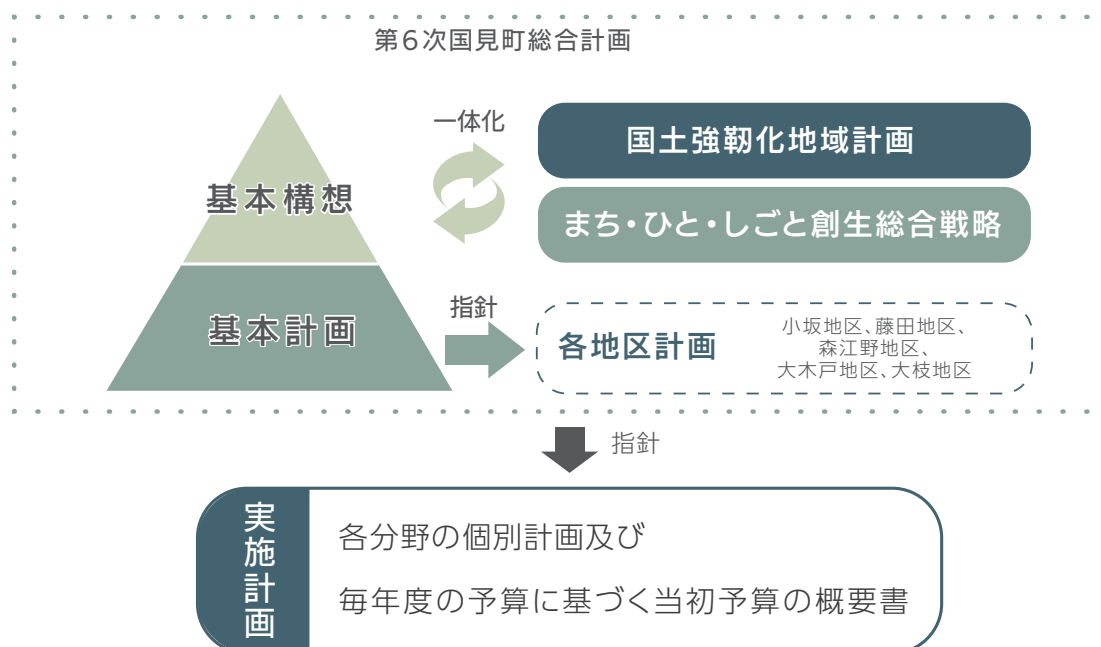 第6次国見町総合計画
基本構想
一体化
国土強靭化地域計画
まち・ひと・しごと創生総合戦略
基本計画
指針
各地区計画
小坂地区、藤田地区、
森江野地区、
大木戸地区、大枝地区
指針
実施計画
各分野の個別計画及び
毎年度の予算に基づく当初予算の概要書